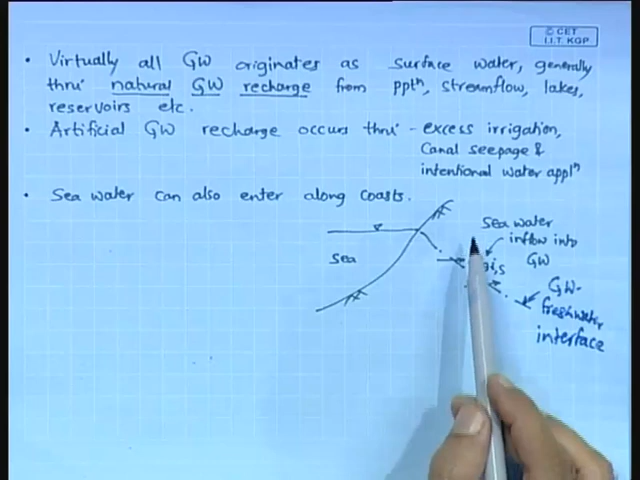 © CET
I.I.T. KGP
• Virtually all GW originates as surface water, generally
thru' natural GW recharge from pptn, streamflow, lakes,
reservoirs etc.
• Artificial GW recharge occurs thru' - excess irrigation,
Canal seepage &
intentional water appln
• Sea water can also enter along coasts.
Sea water
inflow into
GW
Sea
GW-
freshwater
interface